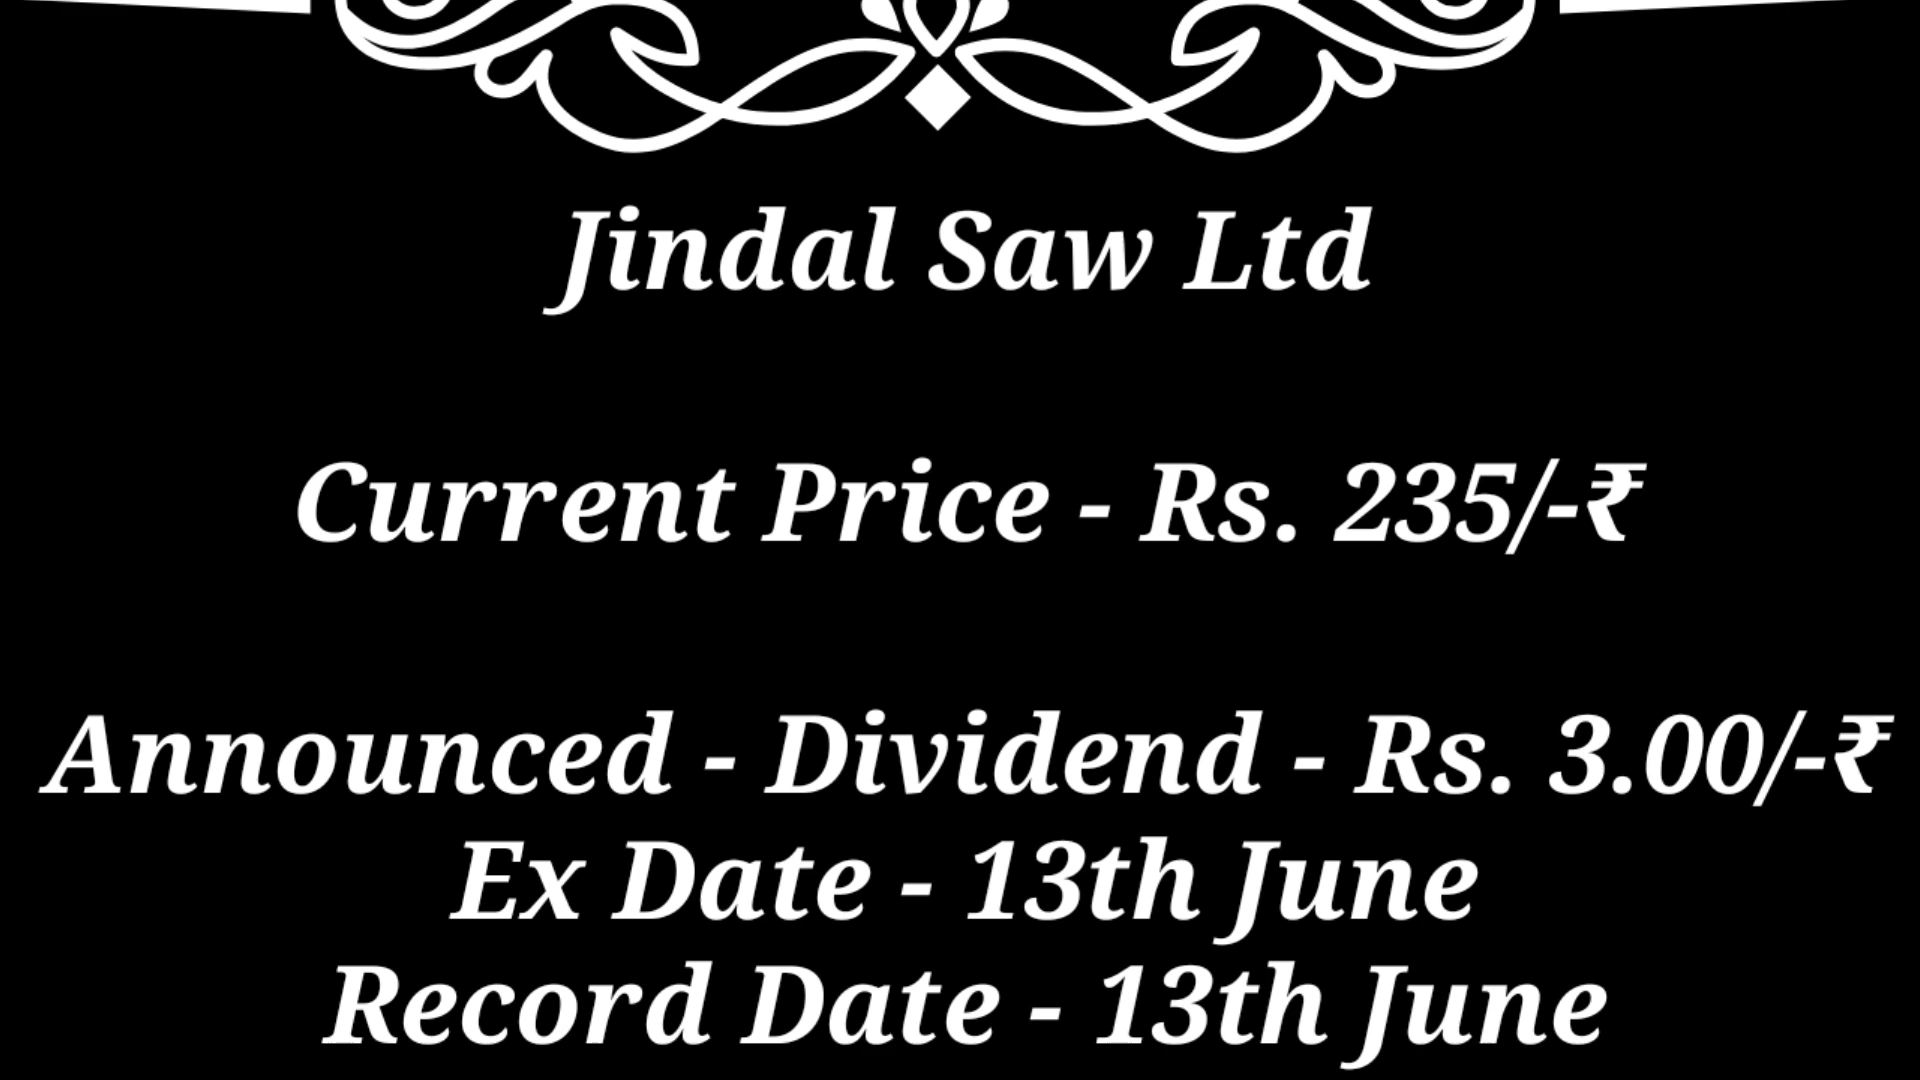 Jindal Saw Ltd
Current Price - Rs. 235/-₹
Announced - Dividend - Rs. 3.00/-₹
Ex Date - 13th June
Record Date - 13th June